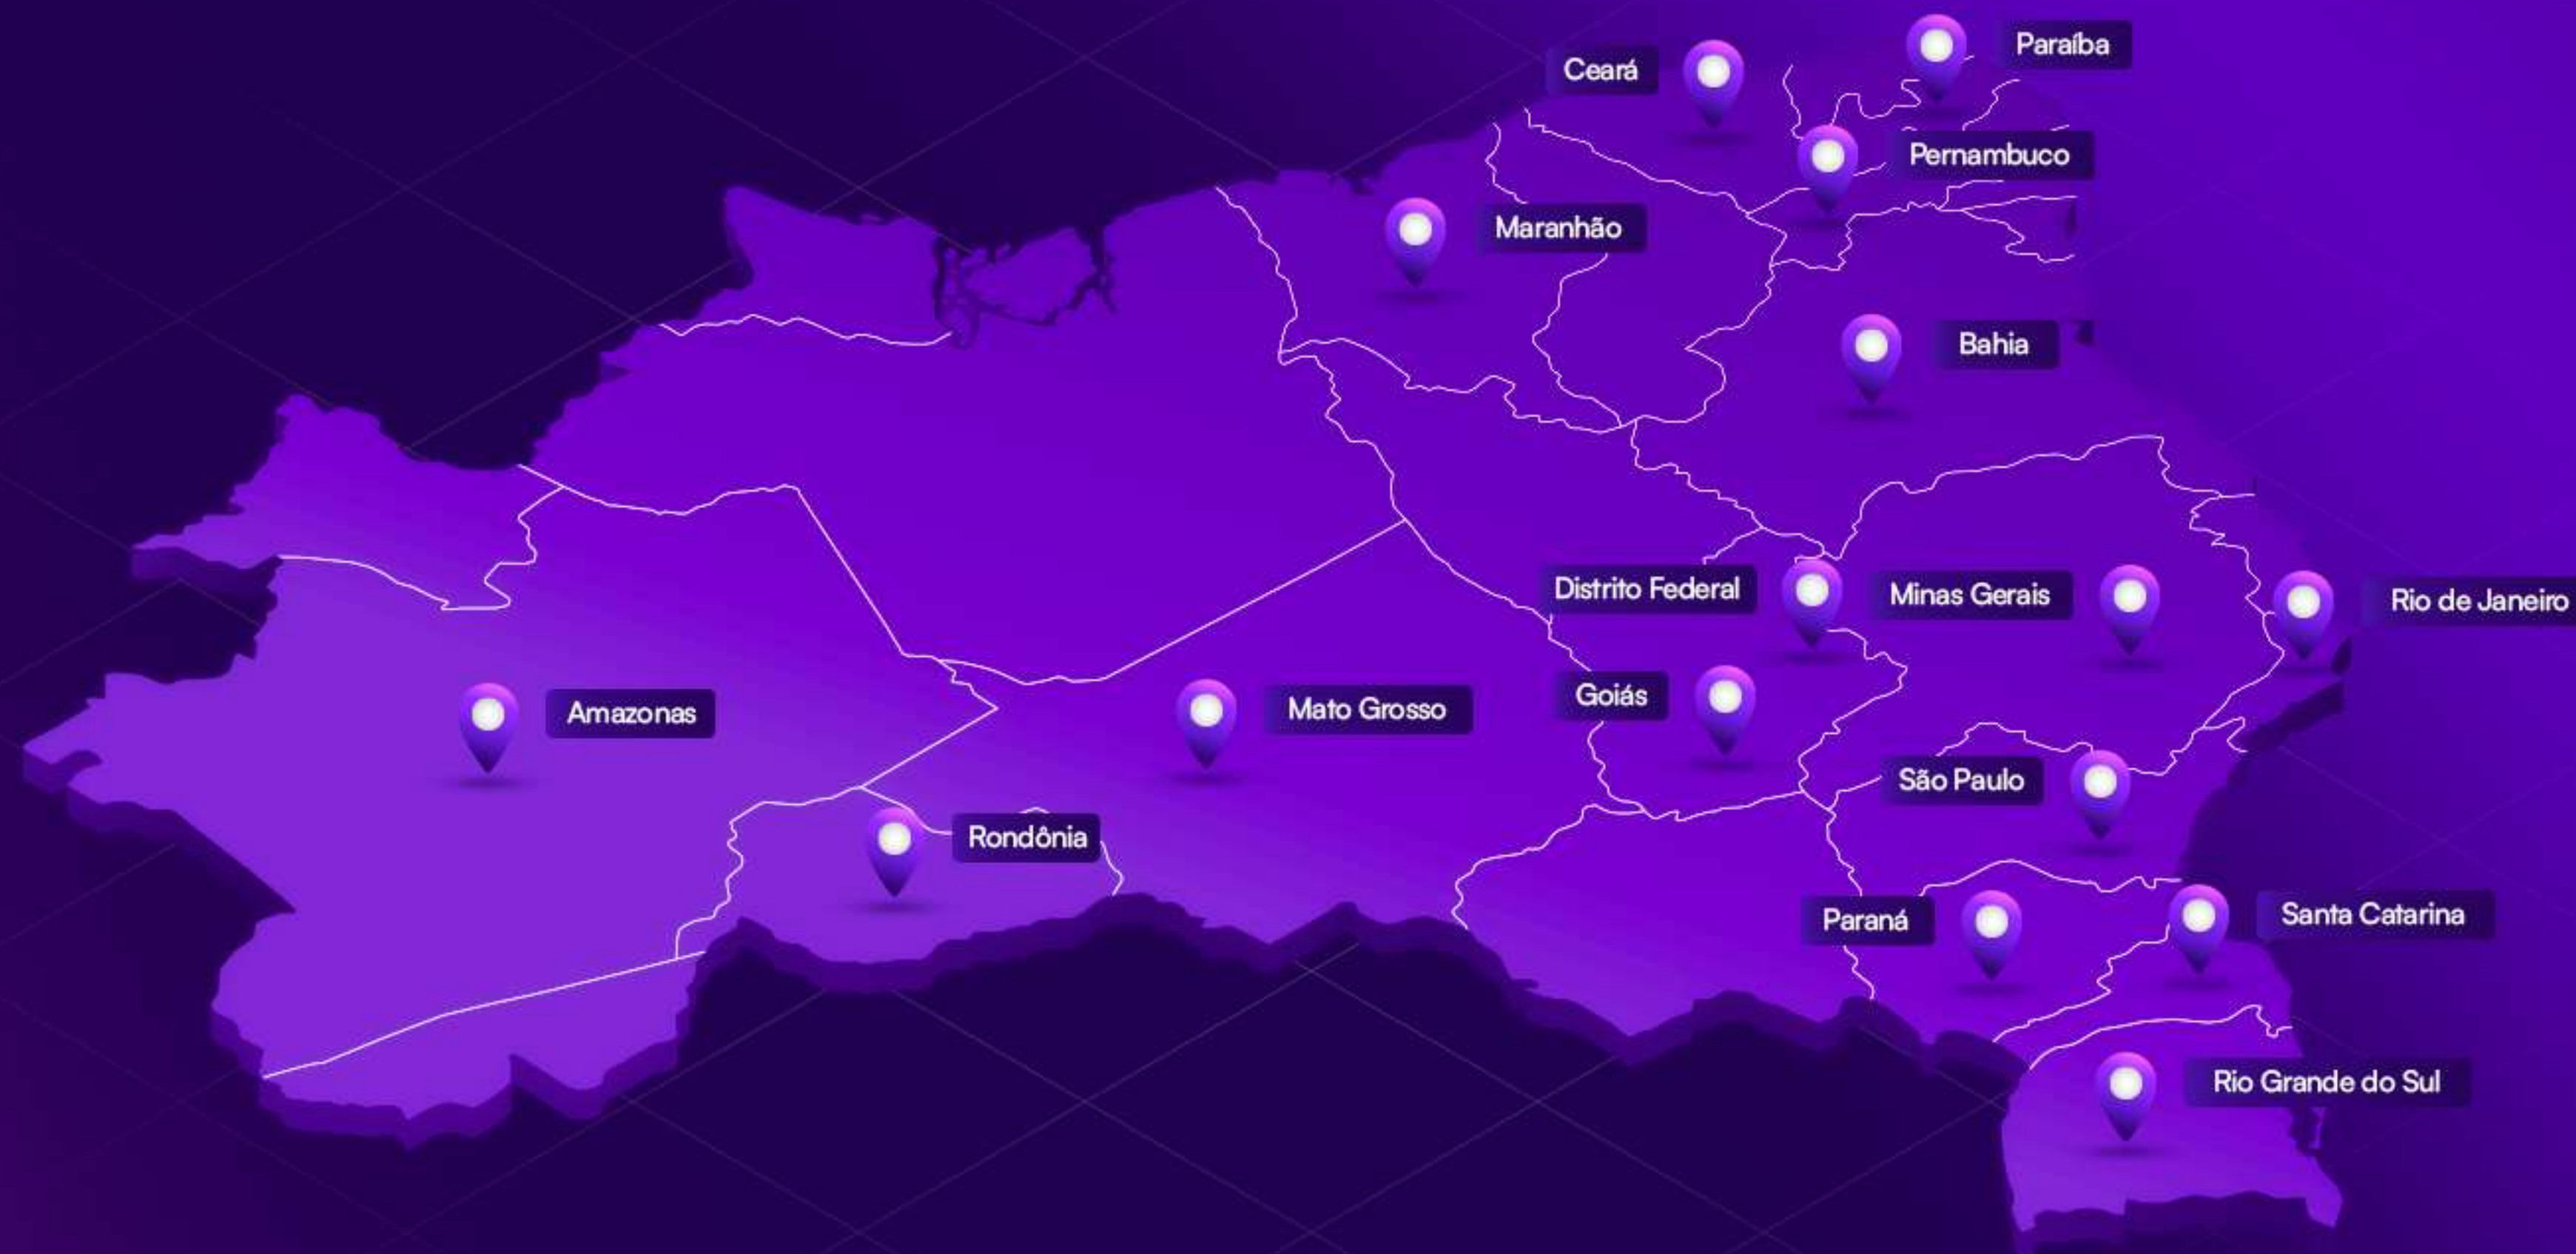 Paraíba
Ceará
Pernambuco
Maranhão
Bahia
Distrito Federal
Minas Gerais
Rio de Janeiro
Goiás
Mato Grosso
Amazonas
São Paulo
Rondônia
Santa Catarina
Paraná
Rio Grande do Sul